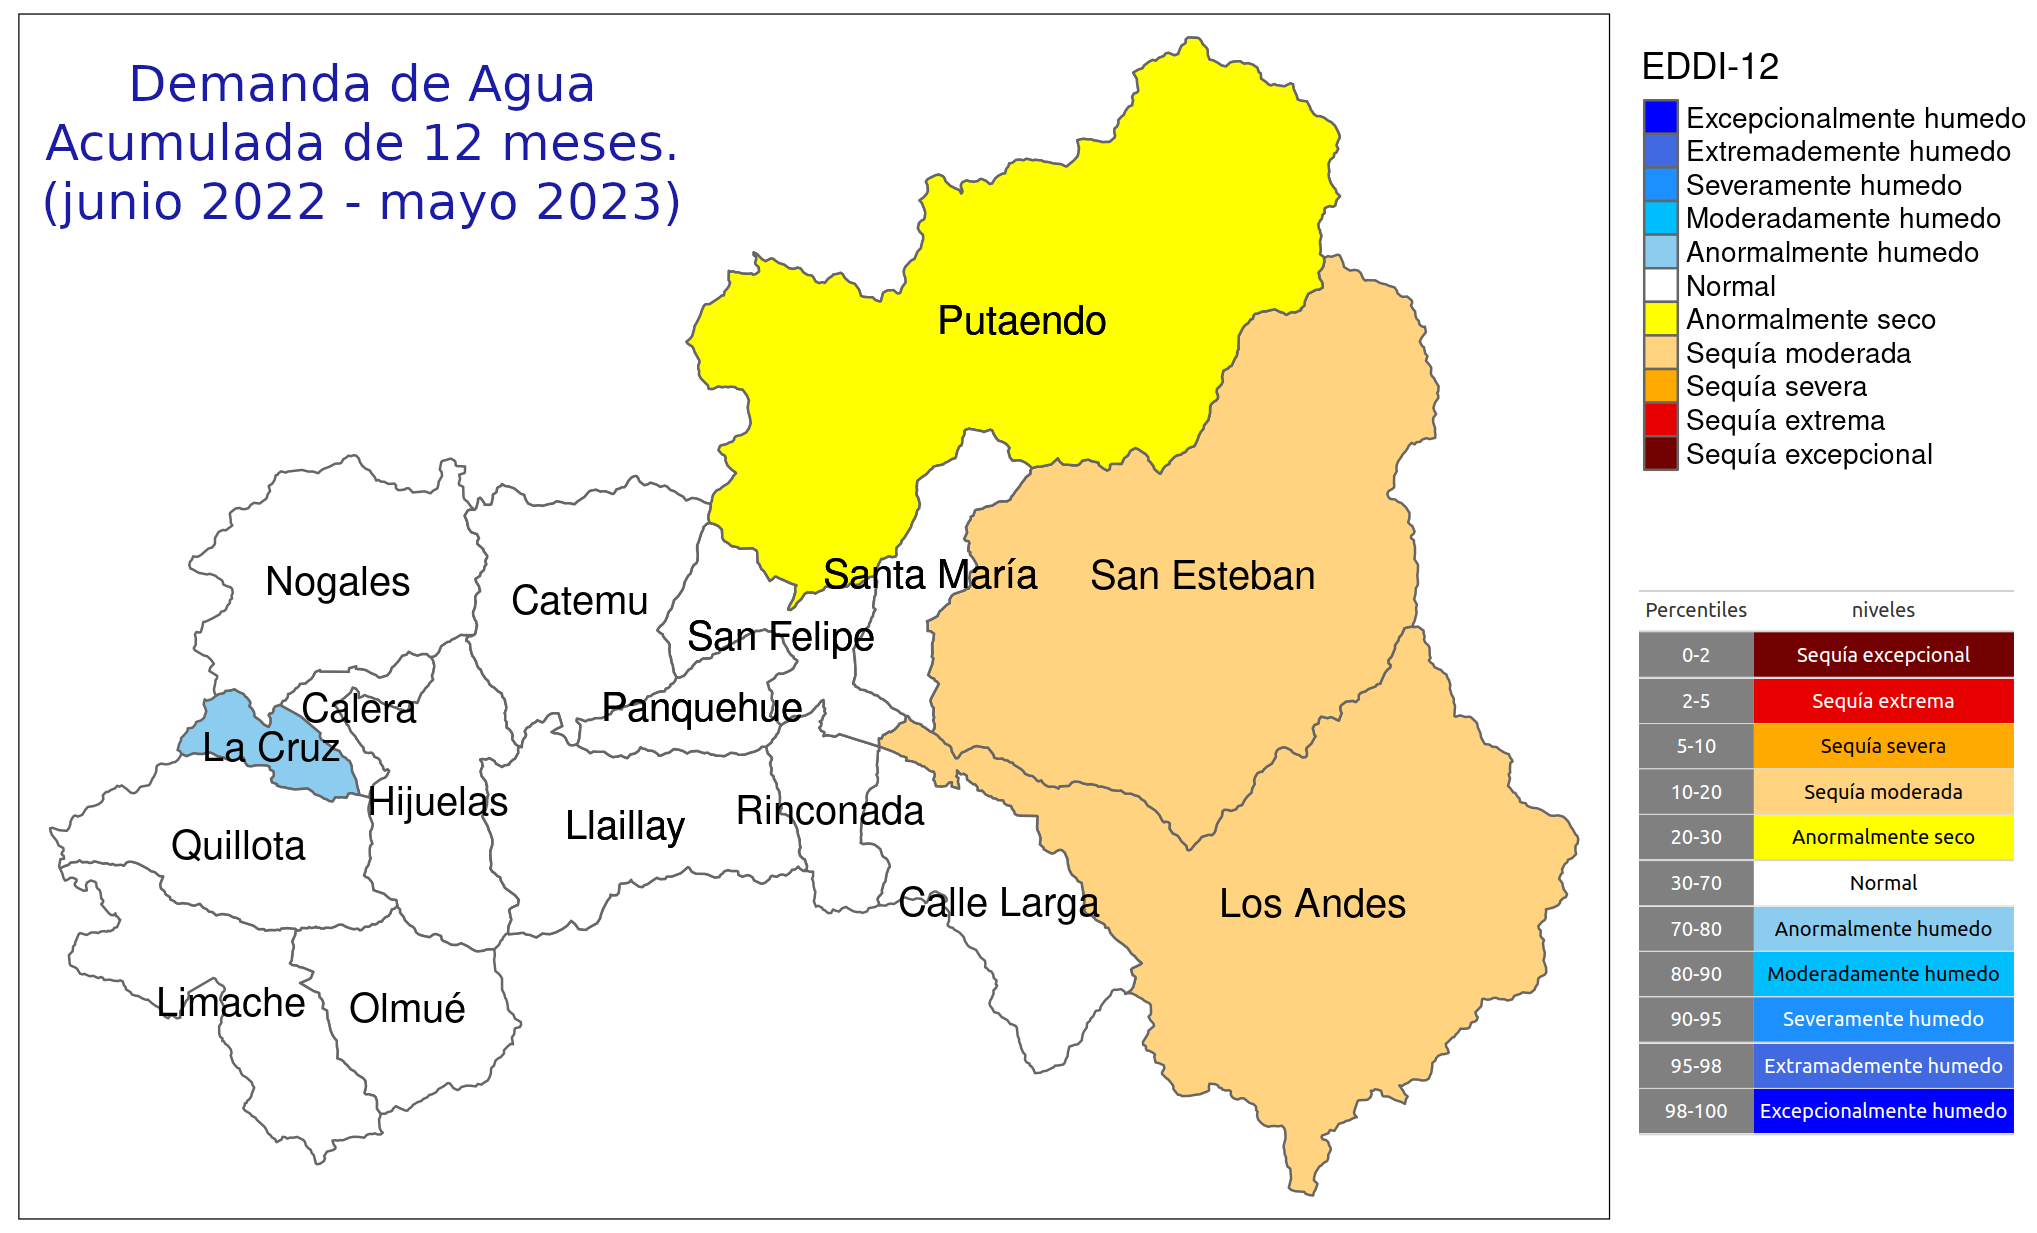 Demanda de Agua
Acumulada de 12 meses.
(junio 2022 - mayo 2023)
Putaendo
Santa María
San Esteban
Nogales
Catemu
San Felipe
Calera
Panquehue
La Cruz
Hijuelas
Quillota
Llaillay
Rinconada
Calle Larga
Los Andes
Limache
Olmué
EDDI-12
Excepcionalmente humedo
Extremademente humedo
Severamente humedo
Moderadamente humedo
Anormalmente humedo
Normal
Anormalmente seco
Sequía moderada
Sequía severa
Sequía extrema
Sequía excepcional
Percentiles niveles
0-2 Sequía excepcional
2-5 Sequía extrema
5-10 Sequía severa
10-20 Sequía moderada
20-30 Anormalmente seco
30-70 Normal
70-80 Anormalmente humedo
80-90 Moderadamente humedo
90-95 Severamente humedo
95-98 Extramademente humedo
98-100 Excepcionalmente humedo